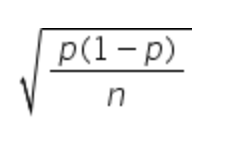 √(p(1 − p)/n)